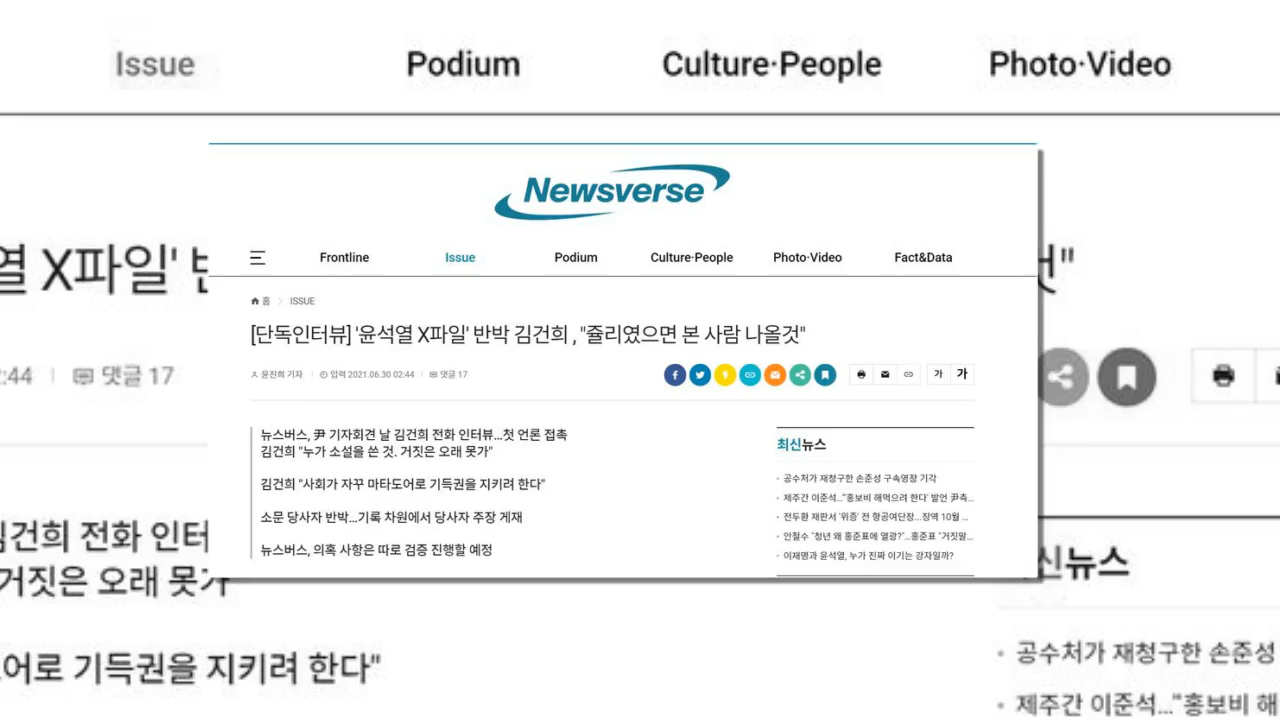 Issue Podium Culture·People Photo·Video
Newsverse
Frontline Issue Podium Culture·People Photo·Video Fact&Data
홈 > ISSUE
[단독인터뷰] '윤석열 X파일' 반박 김건희 , "쥴리였으면 본 사람 나올것"
윤진희 기자 입력 2021.06.30 02:44 댓글 17
가 가
뉴스버스, 尹 기자회견 날 김건희 전화 인터뷰...첫 언론 접촉
김건희 "누가 소설을 쓴 것. 거짓은 오래 못가"
김건희 "사회가 자꾸 마타도어로 기득권을 지키려 한다"
소문 당사자 반박...기록 차원에서 당사자 주장 게재
뉴스버스, 의혹 사항은 따로 검증 진행할 예정
최신뉴스
· 공수처가 재청구한 손준성 구속영장 기각
· 제주간 이준석..."홍보비 해먹으려 한다' 발언 尹측...
· 전두환 재판서 '위증' 전 항공여단장...징역 10월 ...
· 안철수 "청년 왜 홍준표에 열광?"...홍준표 "거짓말...
· 이재명과 윤석열, 누가 진짜 이기는 강자일까?
열 X파일' 것"
:44 댓글 17
김건희 전화 인터
거짓은 오래 못가
어로 기득권을 지키려 한다"
신뉴스
· 공수처가 재청구한 손준성
· 제주간 이준석..."홍보비 해